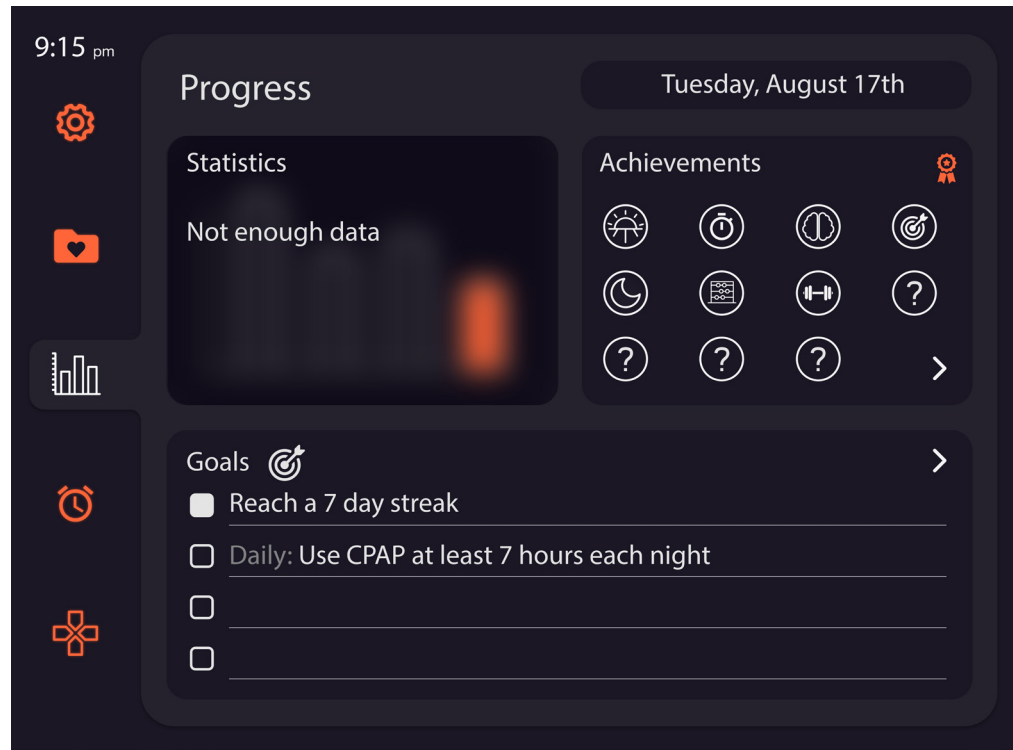 9:15 pm
Progress
Tuesday, August 17th
Statistics
Not enough data
Achievements
?
? ? ?
Goals
Reach a 7 day streak
Daily: Use CPAP at least 7 hours each night